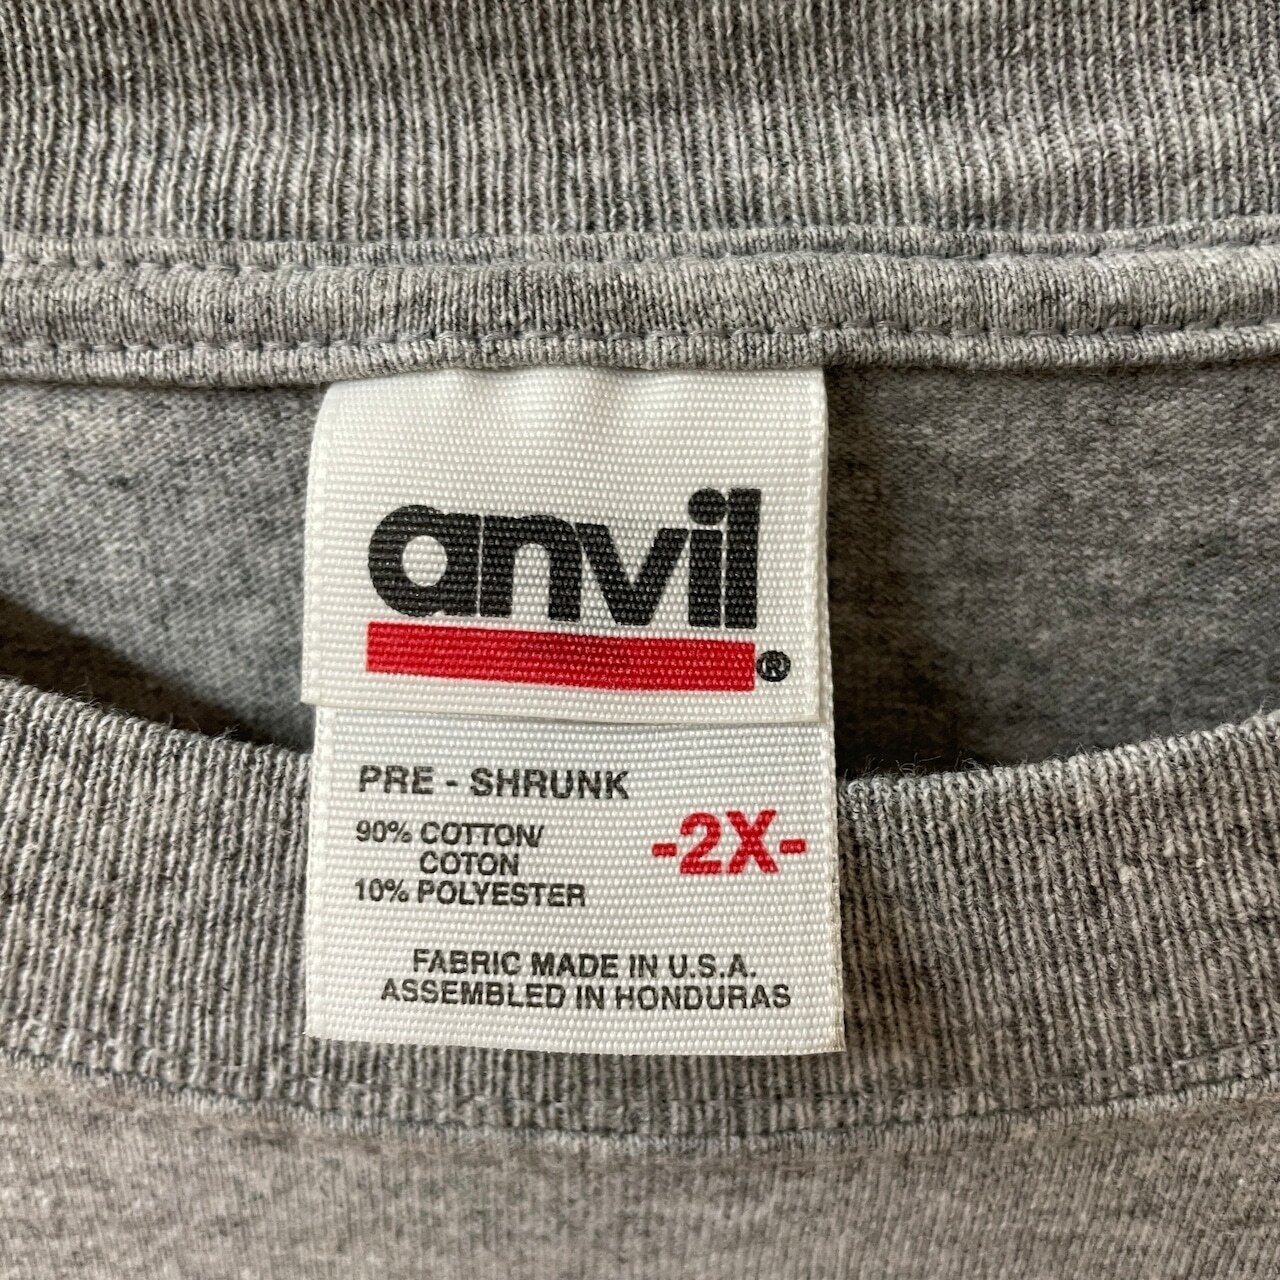 anvil®
PRE - SHRUNK
90% COTTON/
COTON
10% POLYESTER
-2X-
FABRIC MADE IN U.S.A.
ASSEMBLED IN HONDURAS